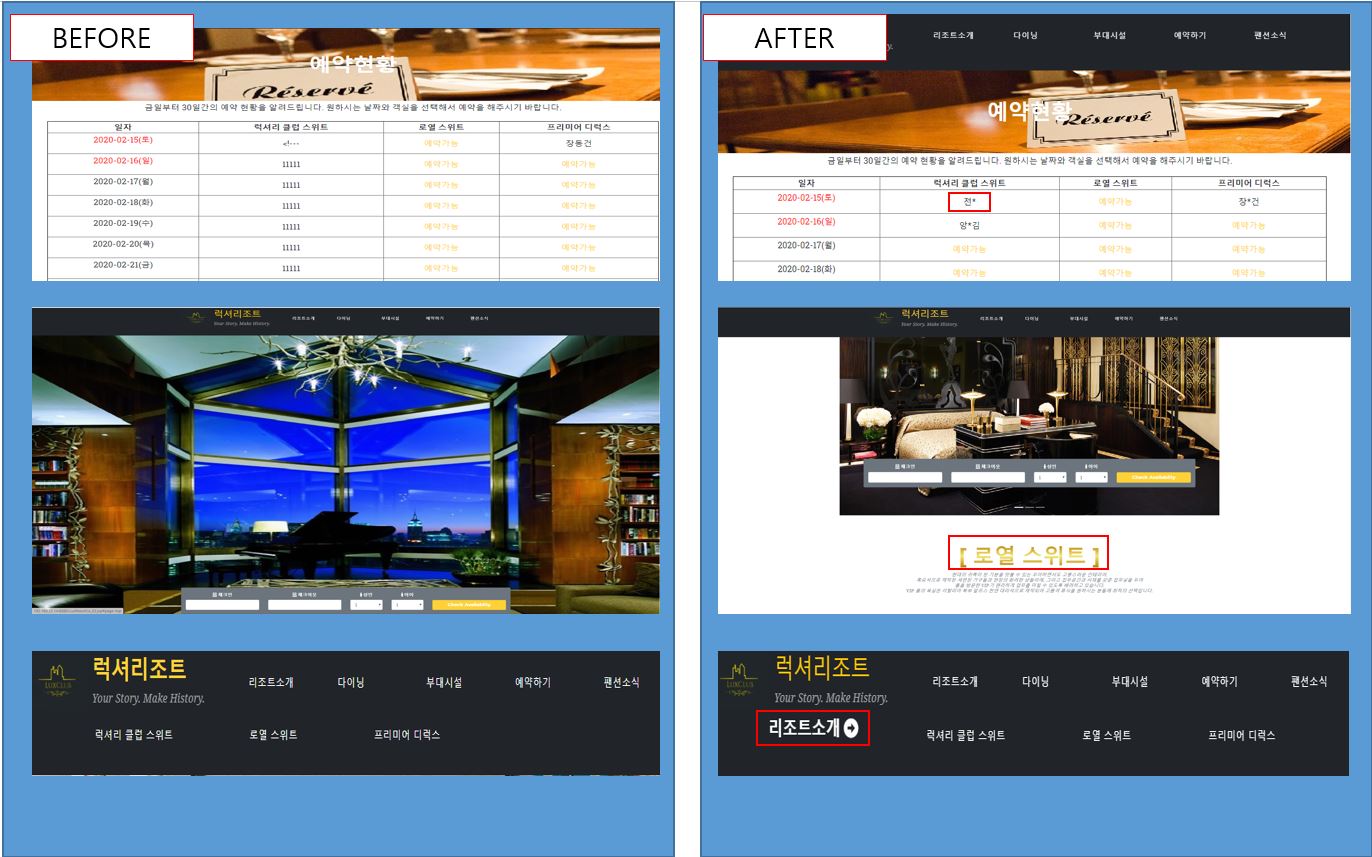 BEFORE
예약현황
Réservé
금일부터 30일간의 예약 현황을 알려드립니다. 원하시는 날짜와 객실을 선택해서 예약을 해주시기 바랍니다.
일자 럭셔리 클럽 스위트 로열 스위트 프리미어 디럭스
2020-02-15(토) 예약가능 장동건
2020-02-16(일) 11111 예약가능 예약가능
2020-02-17(월) 11111 예약가능 예약가능
2020-02-18(화) 11111 예약가능 예약가능
2020-02-19(수) 11111 예약가능 예약가능
2020-02-20(목) 11111 예약가능 예약가능
2020-02-21(금) 11111 예약가능 예약가능
럭셔리조트
Your Story. Make History.
리조트소개 다이닝 부대시설 예약하기 팬션소식
체크인 체크아웃 성인 아이
1 1 Check Availability
LUXCLUB
럭셔리조트
Your Story. Make History.
리조트소개 다이닝 부대시설 예약하기 팬션소식
럭셔리 클럽 스위트 로열 스위트 프리미어 디럭스
AFTER
리조트소개 다이닝 부대시설 예약하기 팬션소식
예약현황
Réservé
금일부터 30일간의 예약 현황을 알려드립니다. 원하시는 날짜와 객실을 선택해서 예약을 해주시기 바랍니다.
일자 럭셔리 클럽 스위트 로열 스위트 프리미어 디럭스
2020-02-15(토) 전* 예약가능 장*건
2020-02-16(일) 앙*김 예약가능 예약가능
2020-02-17(월) 예약가능 예약가능 예약가능
2020-02-18(화) 예약가능 예약가능 예약가능
럭셔리조트
Your Story. Make History.
리조트소개 다이닝 부대시설 예약하기 팬션소식
체크인 체크아웃 성인 아이
1 1 Check Availability
[ 로열 스위트 ]
LUXCLUB
럭셔리조트
Your Story. Make History.
리조트소개 다이닝 부대시설 예약하기 팬션소식
리조트소개
럭셔리 클럽 스위트 로열 스위트 프리미어 디럭스